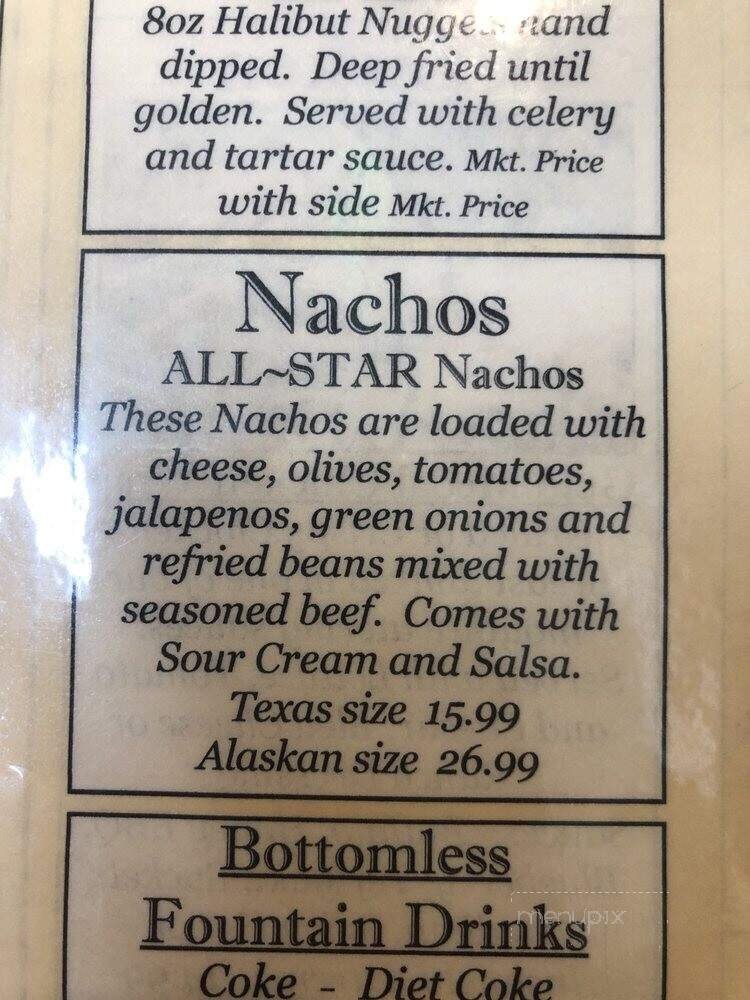 8oz Halibut hand
dipped. Deep fried until
golden. Served with celery
and tartar sauce. Mkt. Price
with side Mkt. Price
Nachos
ALL~STAR Nachos
These Nachos are loaded with
cheese, olives, tomatoes,
jalapenos, green onions and
refried beans mixed with
seasoned beef. Comes with
Sour Cream and Salsa.
Texas size 15.99
Alaskan size 26.99
Bottomless
Fountain Drinks
menupix
Coke - Diet Coke